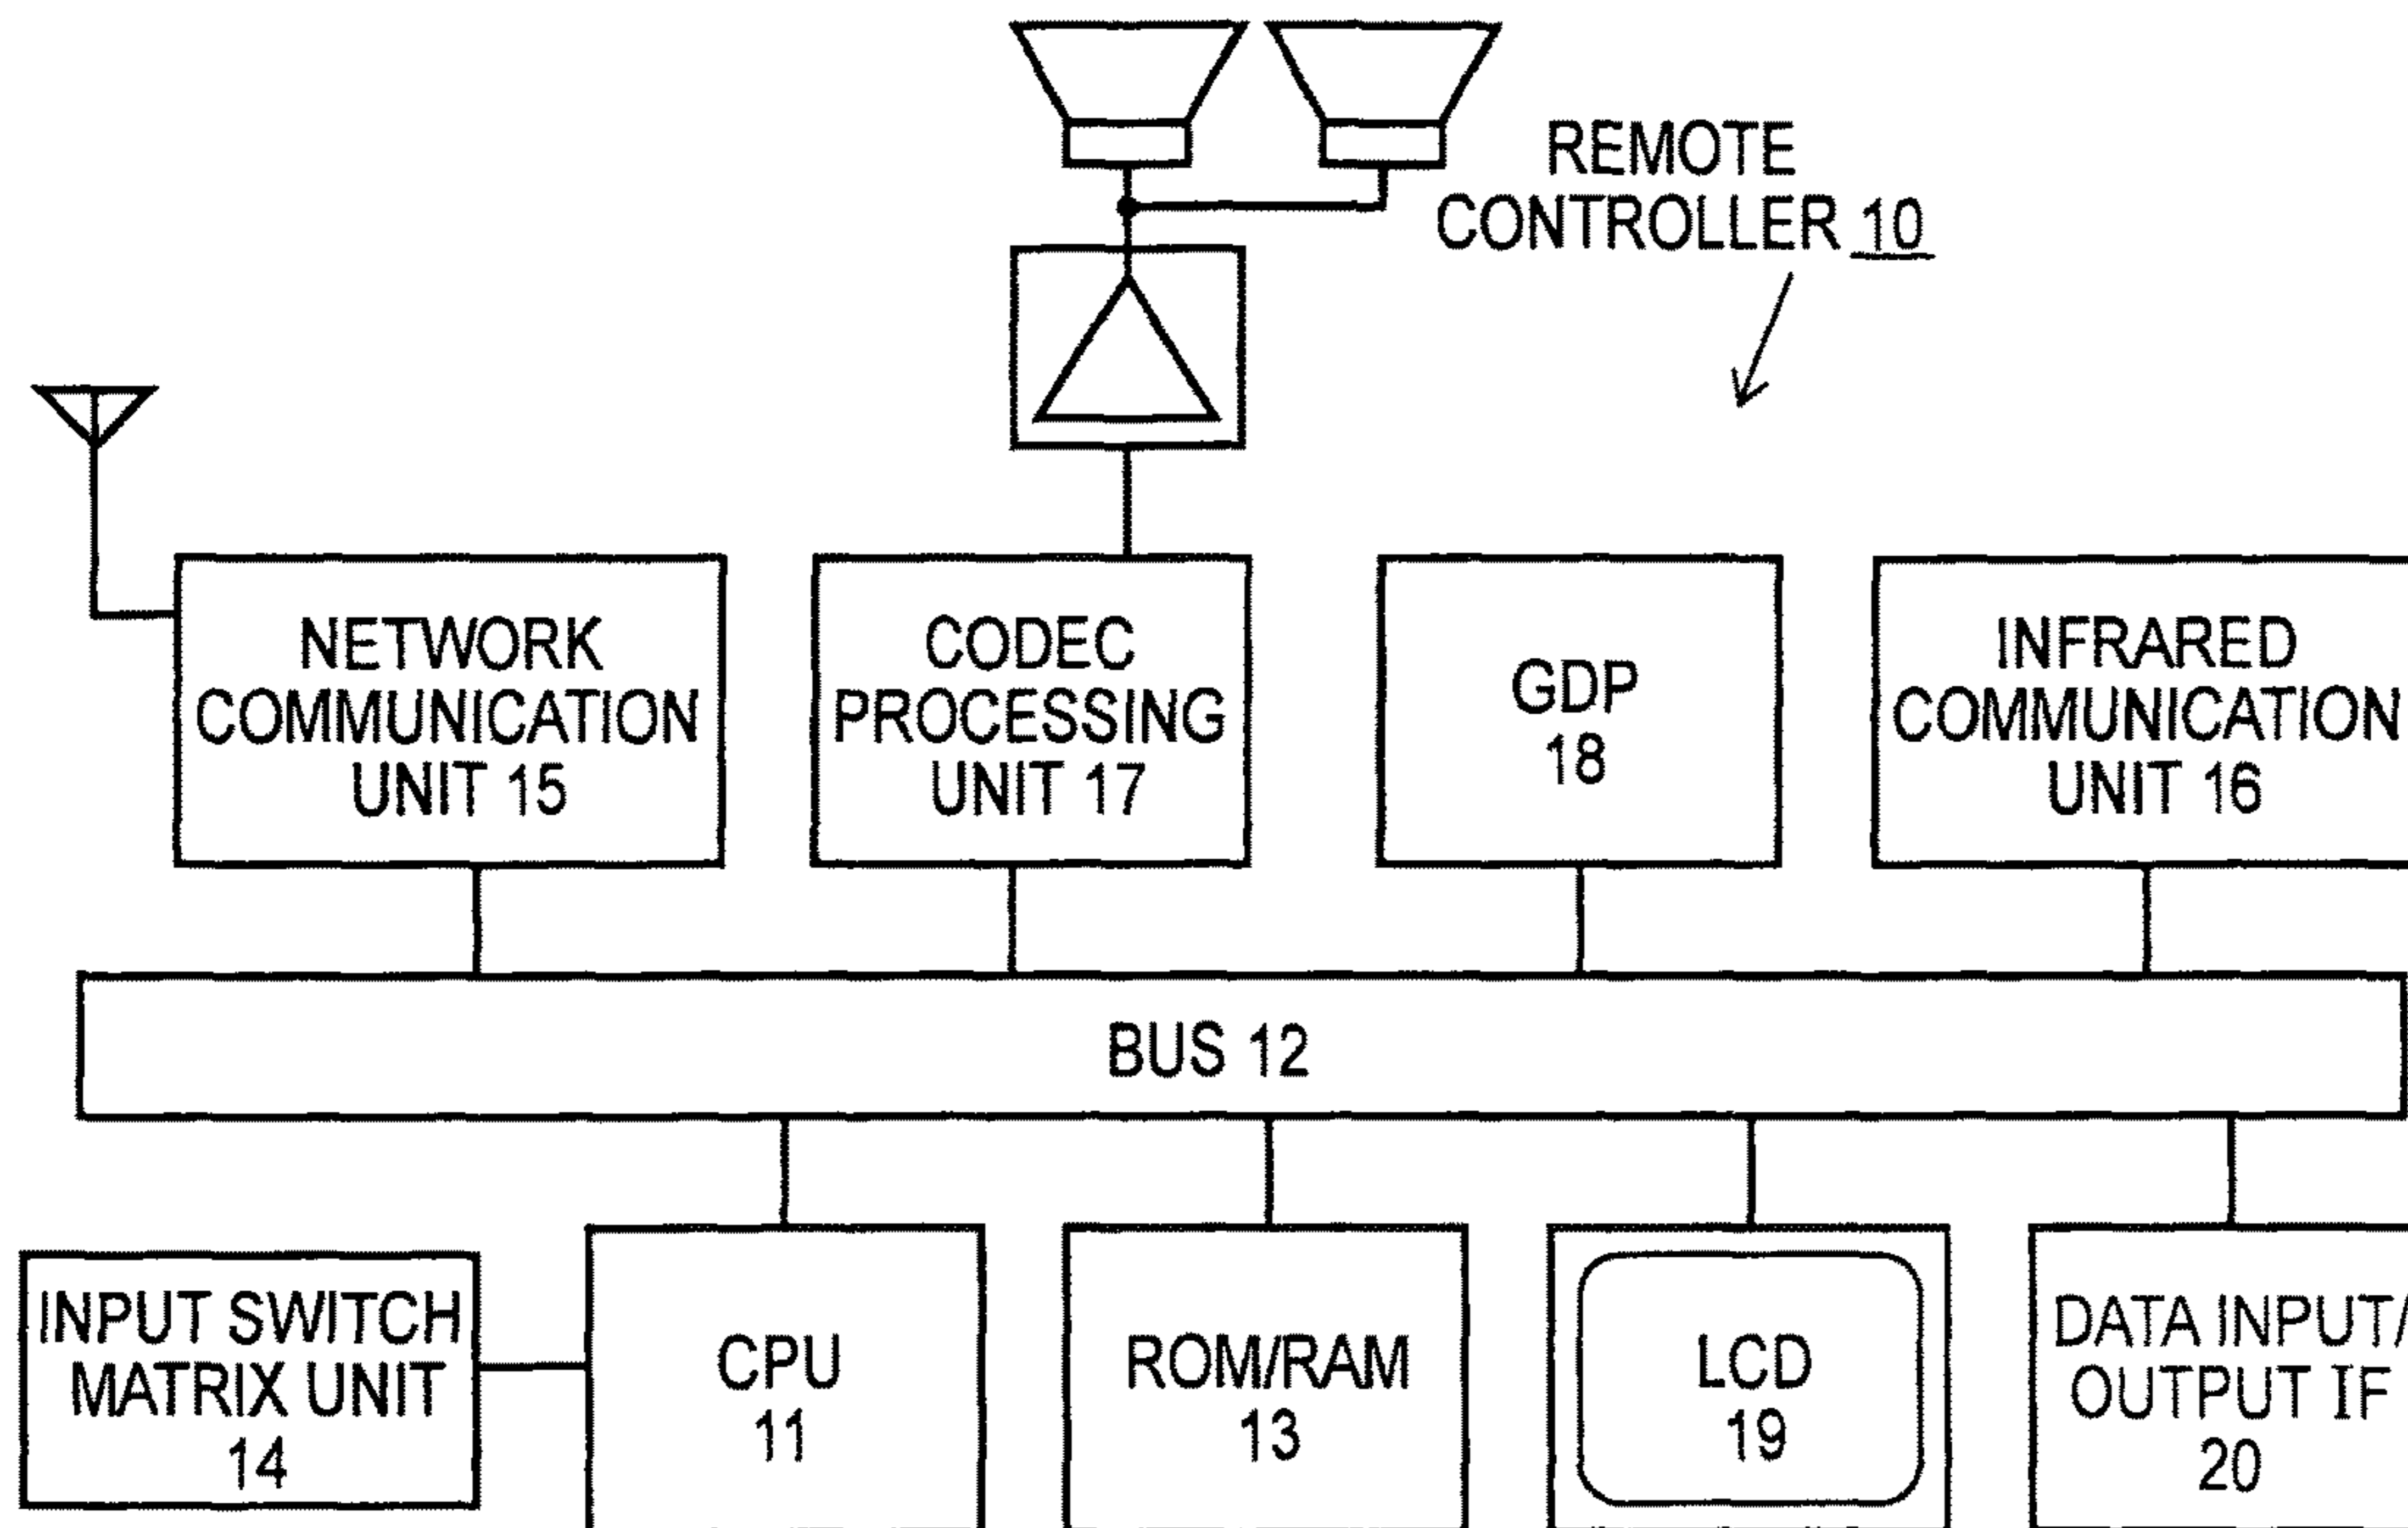 REMOTE
CONTROLLER 10
NETWORK
COMMUNICATION
UNIT 15
CODEC
PROCESSING
UNIT 17
GDP
18
INFRARED
COMMUNICATION
UNIT 16
BUS 12
INPUT SWITCH
MATRIX UNIT
14
CPU
11
ROM/RAM
13
LCD
19
DATA INPUT/
OUTPUT IF
20